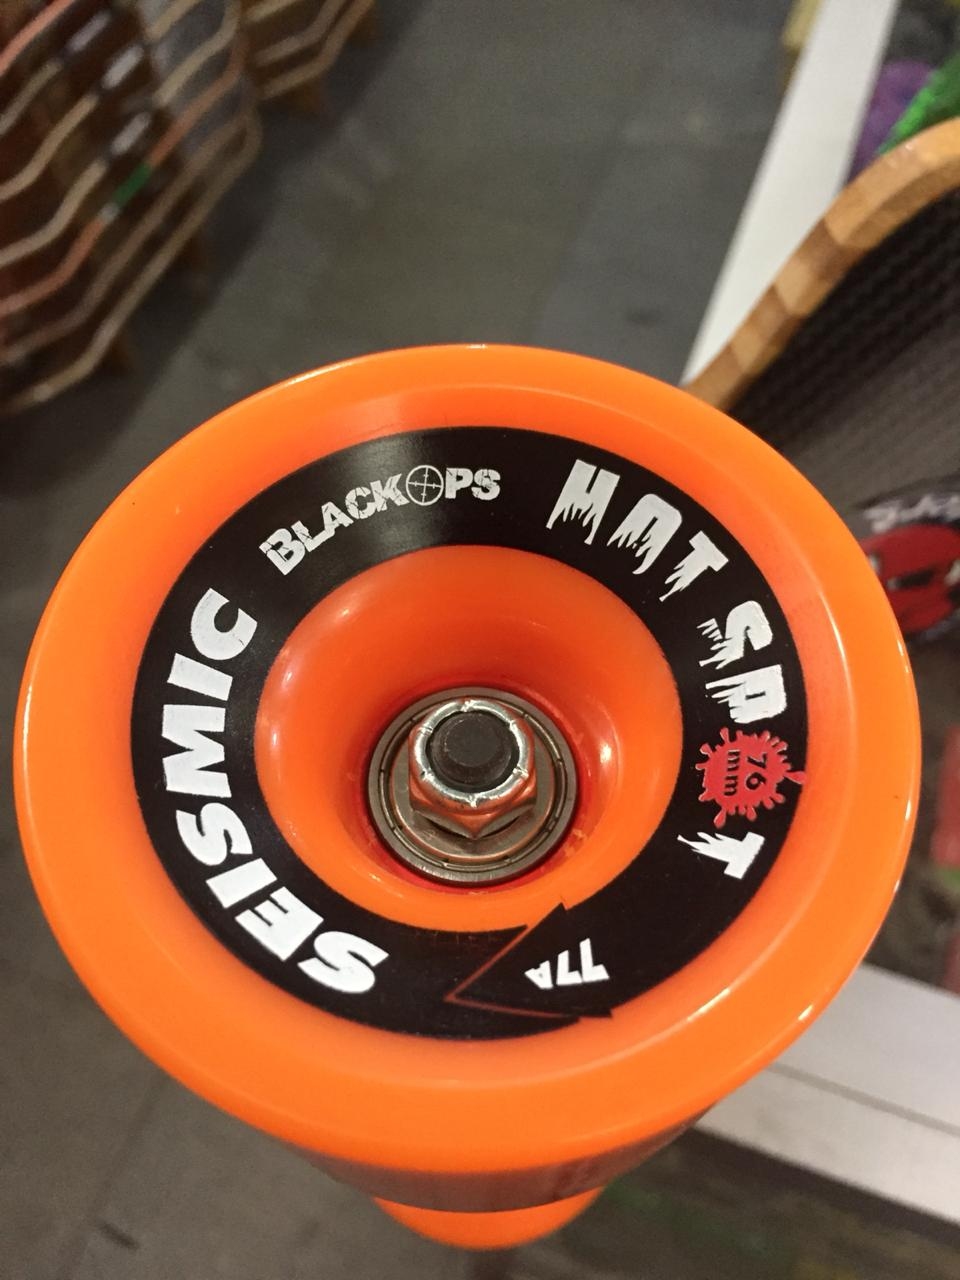 SEISMIC
BLACKOPS
HOT SPOT
76
mm
77A